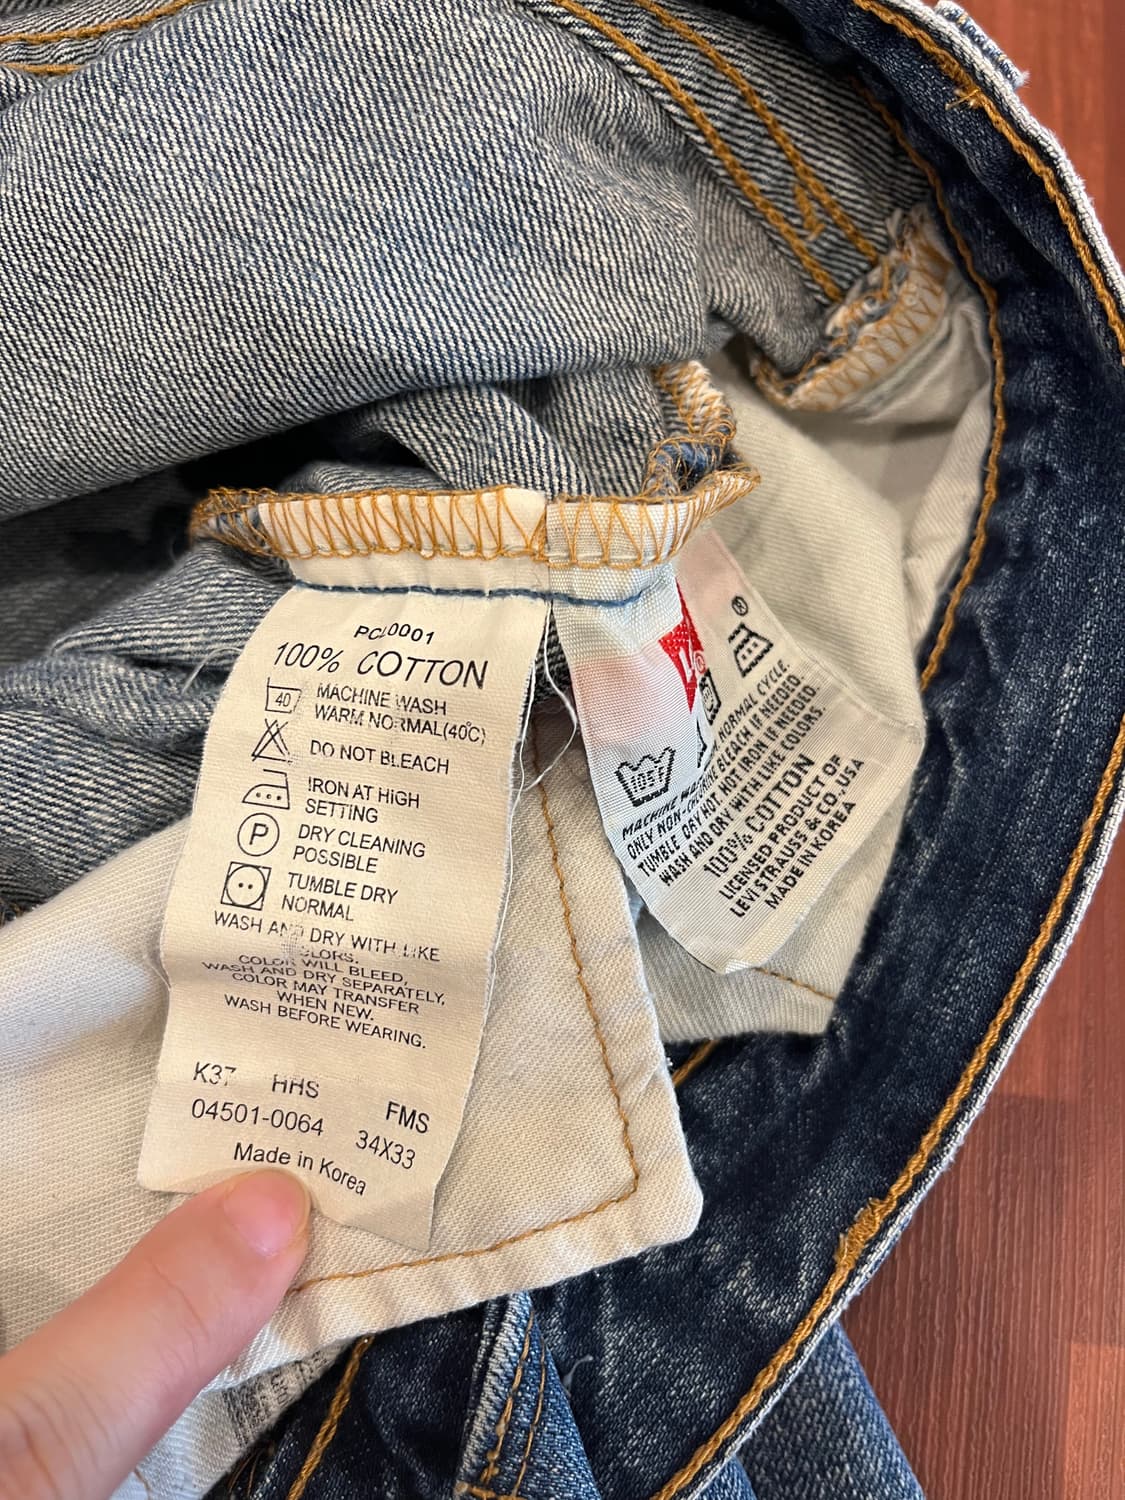 100% COTTON
40
MACHINE WASH
WARM NORMAL(40℃)
DO NOT BLEACH
IRON AT HIGH
SETTING
P
DRY CLEANING
POSSIBLE
TUMBLE DRY
NORMAL
WASH AND DRY WITH LIKE
COLORS.
COLOR WILL BLEED,
WASH AND DRY SEPARATELY,
COLOR MAY TRANSFER
WHEN NEW.
WASH BEFORE WEARING.
K37 HHS
04501-0064 FMS
34X33
Made in Korea
®
105F
MACHINE NORMAL CYCLE.
ONLY NON-CHLORINE BLEACH IF NEEDED.
TUMBLE DRY HOT. HOT IRON IF NEEDED.
WASH AND DRY WITH LIKE COLORS.
100% COTTON
LICENSED PRODUCT OF
LEVI STRAUSS & CO. USA
MADE IN KOREA